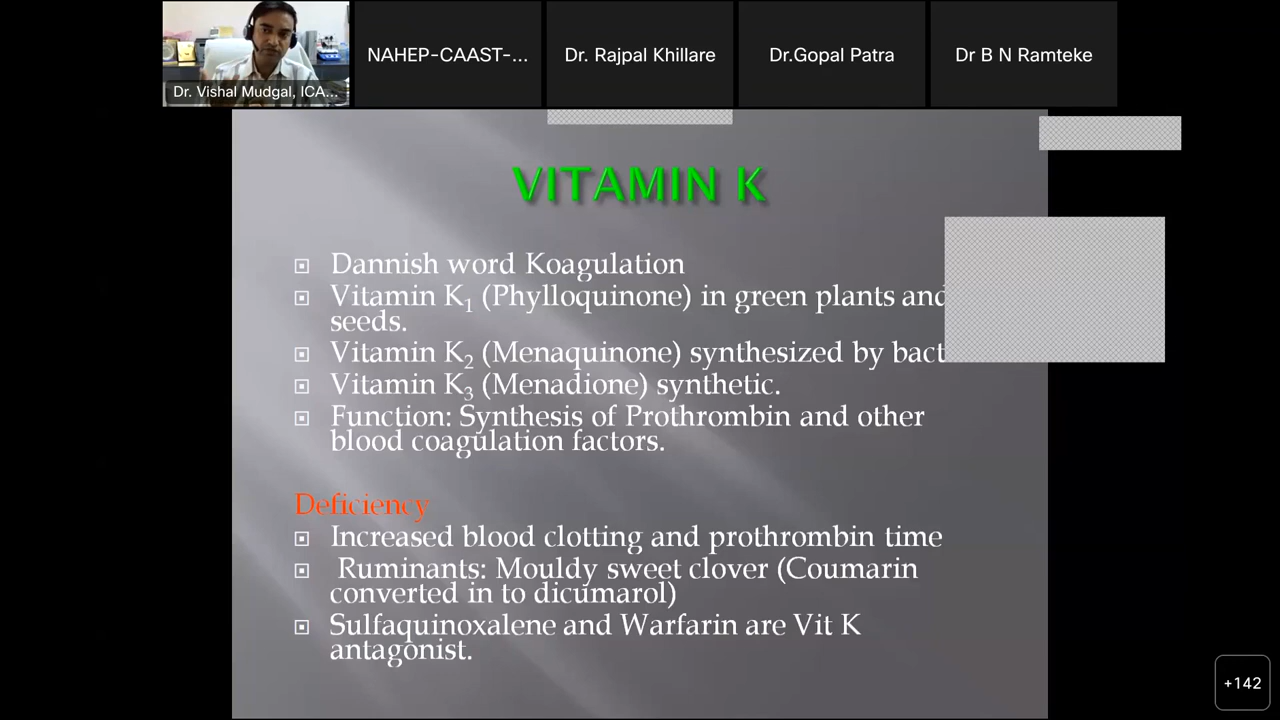 Dr. Vishal Mudgal, ICA...
NAHEP-CAAST-...
Dr. Rajpal Khillare
Dr.Gopal Patra
Dr B N Ramteke
VITAMIN K
Dannish word Koagulation
Vitamin K₁ (Phylloquinone) in green plants and
seeds.
Vitamin K₂ (Menaquinone) synthesized by
Vitamin K₃ (Menadione) synthetic.
Function: Synthesis of Prothrombin and other
blood coagulation factors.
Deficiency
Increased blood clotting and prothrombin time
Ruminants: Mouldy sweet clover (Coumarin
converted in to dicumarol)
Sulfaquinoxalene and Warfarin are Vit K
antagonist.
+142